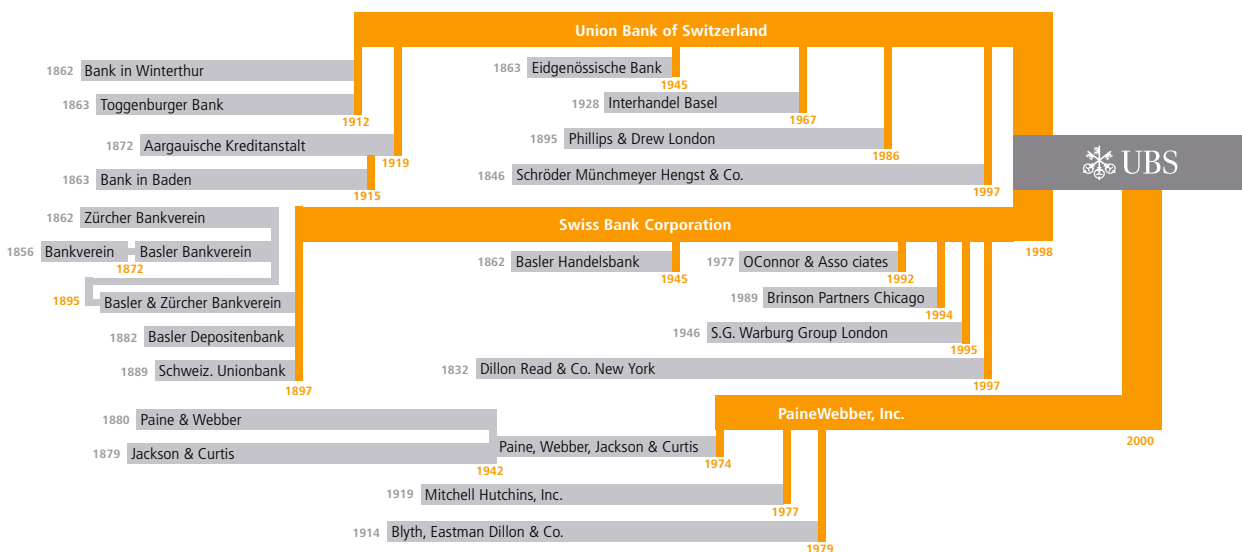 Union Bank of Switzerland
1862 Bank in Winterthur
1863 Toggenburger Bank
1912
1872 Aargauische Kreditanstalt
1919
1863 Bank in Baden
1915
1863 Eidgenössische Bank
1945
1928 Interhandel Basel
1967
1895 Phillips & Drew London
1986
1846 Schröder Münchmeyer Hengst & Co.
1997
UBS
Swiss Bank Corporation
1998
1862 Zürcher Bankverein
1856 Bankverein
1872
Basler Bankverein
1895
Basler & Zürcher Bankverein
1882 Basler Depositenbank
1889 Schweiz. Unionbank
1897
1862 Basler Handelsbank
1945
1977 OConnor & Asso ciates
1992
1989 Brinson Partners Chicago
1994
1946 S.G. Warburg Group London
1995
1832 Dillon Read & Co. New York
1997
PaineWebber, Inc.
2000
1880 Paine & Webber
1879 Jackson & Curtis
1942
Paine, Webber, Jackson & Curtis
1974
1919 Mitchell Hutchins, Inc.
1977
1914 Blyth, Eastman Dillon & Co.
1979